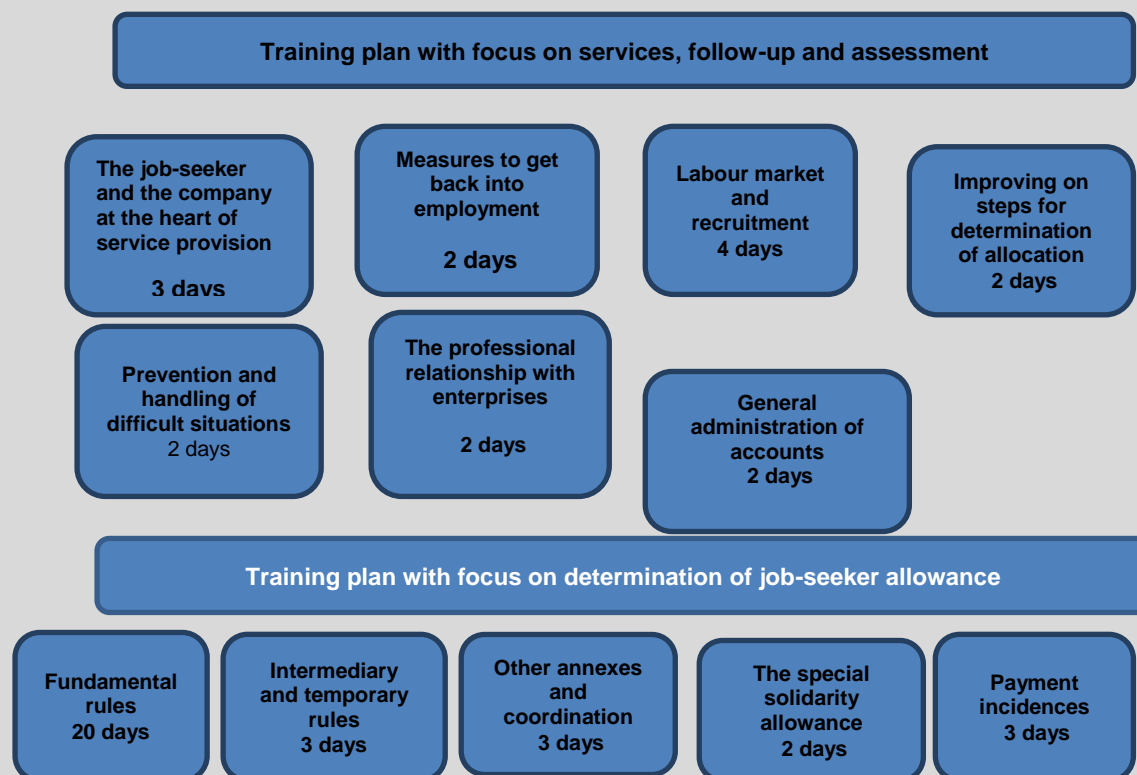 Training plan with focus on services, follow-up and assessment
The job-seeker
and the company
at the heart of
service provision
3 days
Measures to get
back into
employment
2 days
Labour market
and
recruitment
4 days
Improving on
steps for
determination
of allocation
2 days
Prevention and
handling of
difficult situations
2 days
The professional
relationship with
enterprises
2 days
General
administration of
accounts
2 days
Training plan with focus on determination of job-seeker allowance
Fundamental
rules
20 days
Intermediary
and temporary
rules
3 days
Other annexes
and
coordination
3 days
The special
solidarity
allowance
2 days
Payment
incidences
3 days